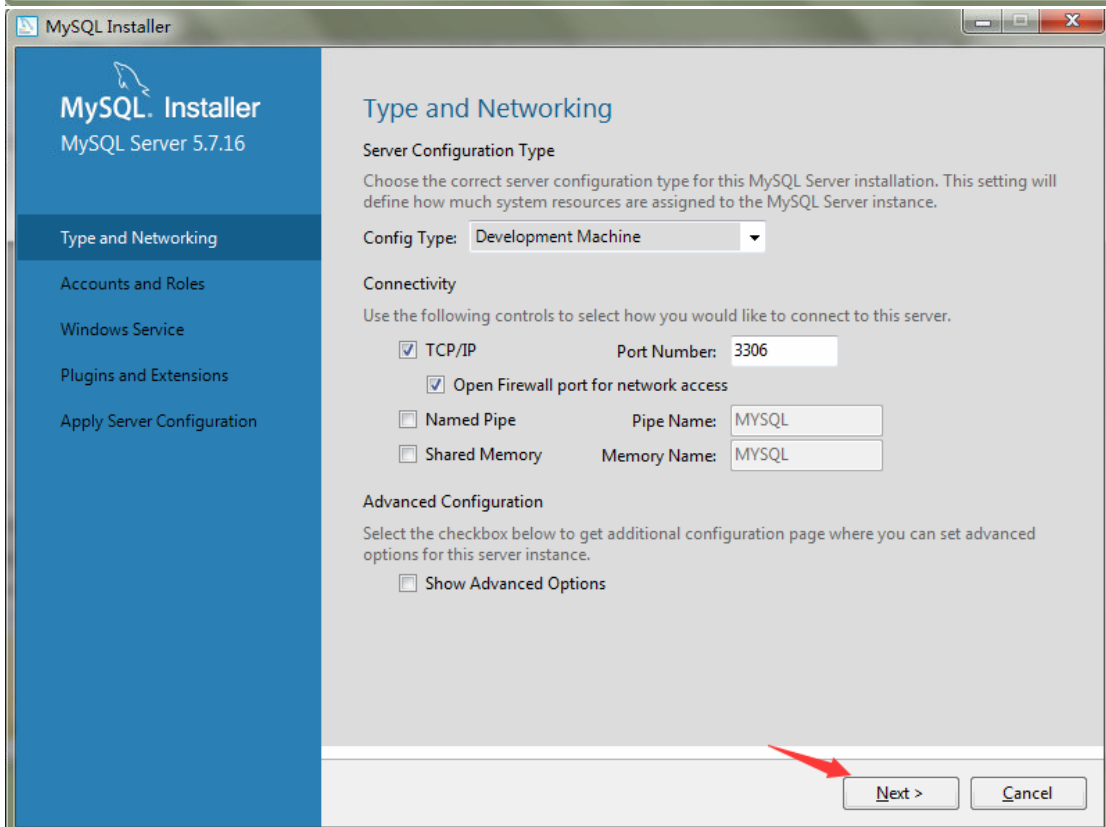 MySQL Installer
MySQL. Installer
MySQL Server 5.7.16
Type and Networking
Accounts and Roles
Windows Service
Plugins and Extensions
Apply Server Configuration
Type and Networking
Server Configuration Type
Choose the correct server configuration type for this MySQL Server installation. This setting will
define how much system resources are assigned to the MySQL Server instance.
Config Type: Development Machine
Connectivity
Use the following controls to select how you would like to connect to this server.
TCP/IP Port Number: 3306
Open Firewall port for network access
Named Pipe Pipe Name: MYSQL
Shared Memory Memory Name: MYSQL
Advanced Configuration
Select the checkbox below to get additional configuration page where you can set advanced
options for this server instance.
Show Advanced Options
Next > Cancel